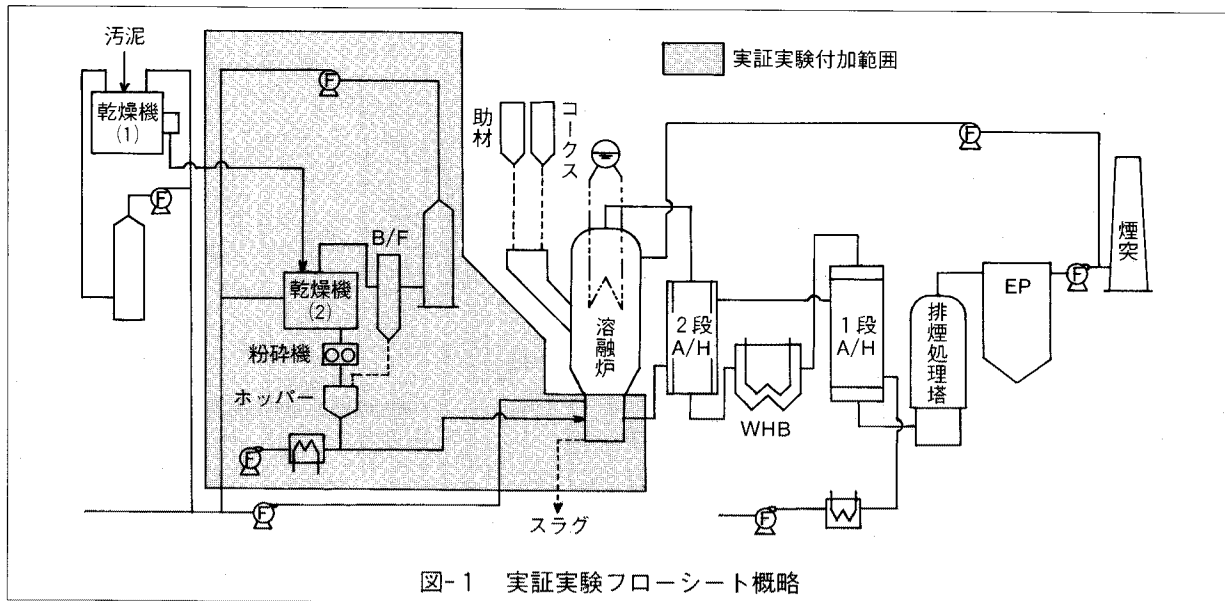 汚泥
乾燥機
(1)
F
F
実証実験付加範囲
助材
コークス
F
B/F
乾燥機
(2)
粉砕機
ホッパー
F
F
溶融炉
スラグ
2段
A/H
WHB
1段
A/H
F
排煙処理塔
EP
F
煙突
図-1 実証実験フローシート概略